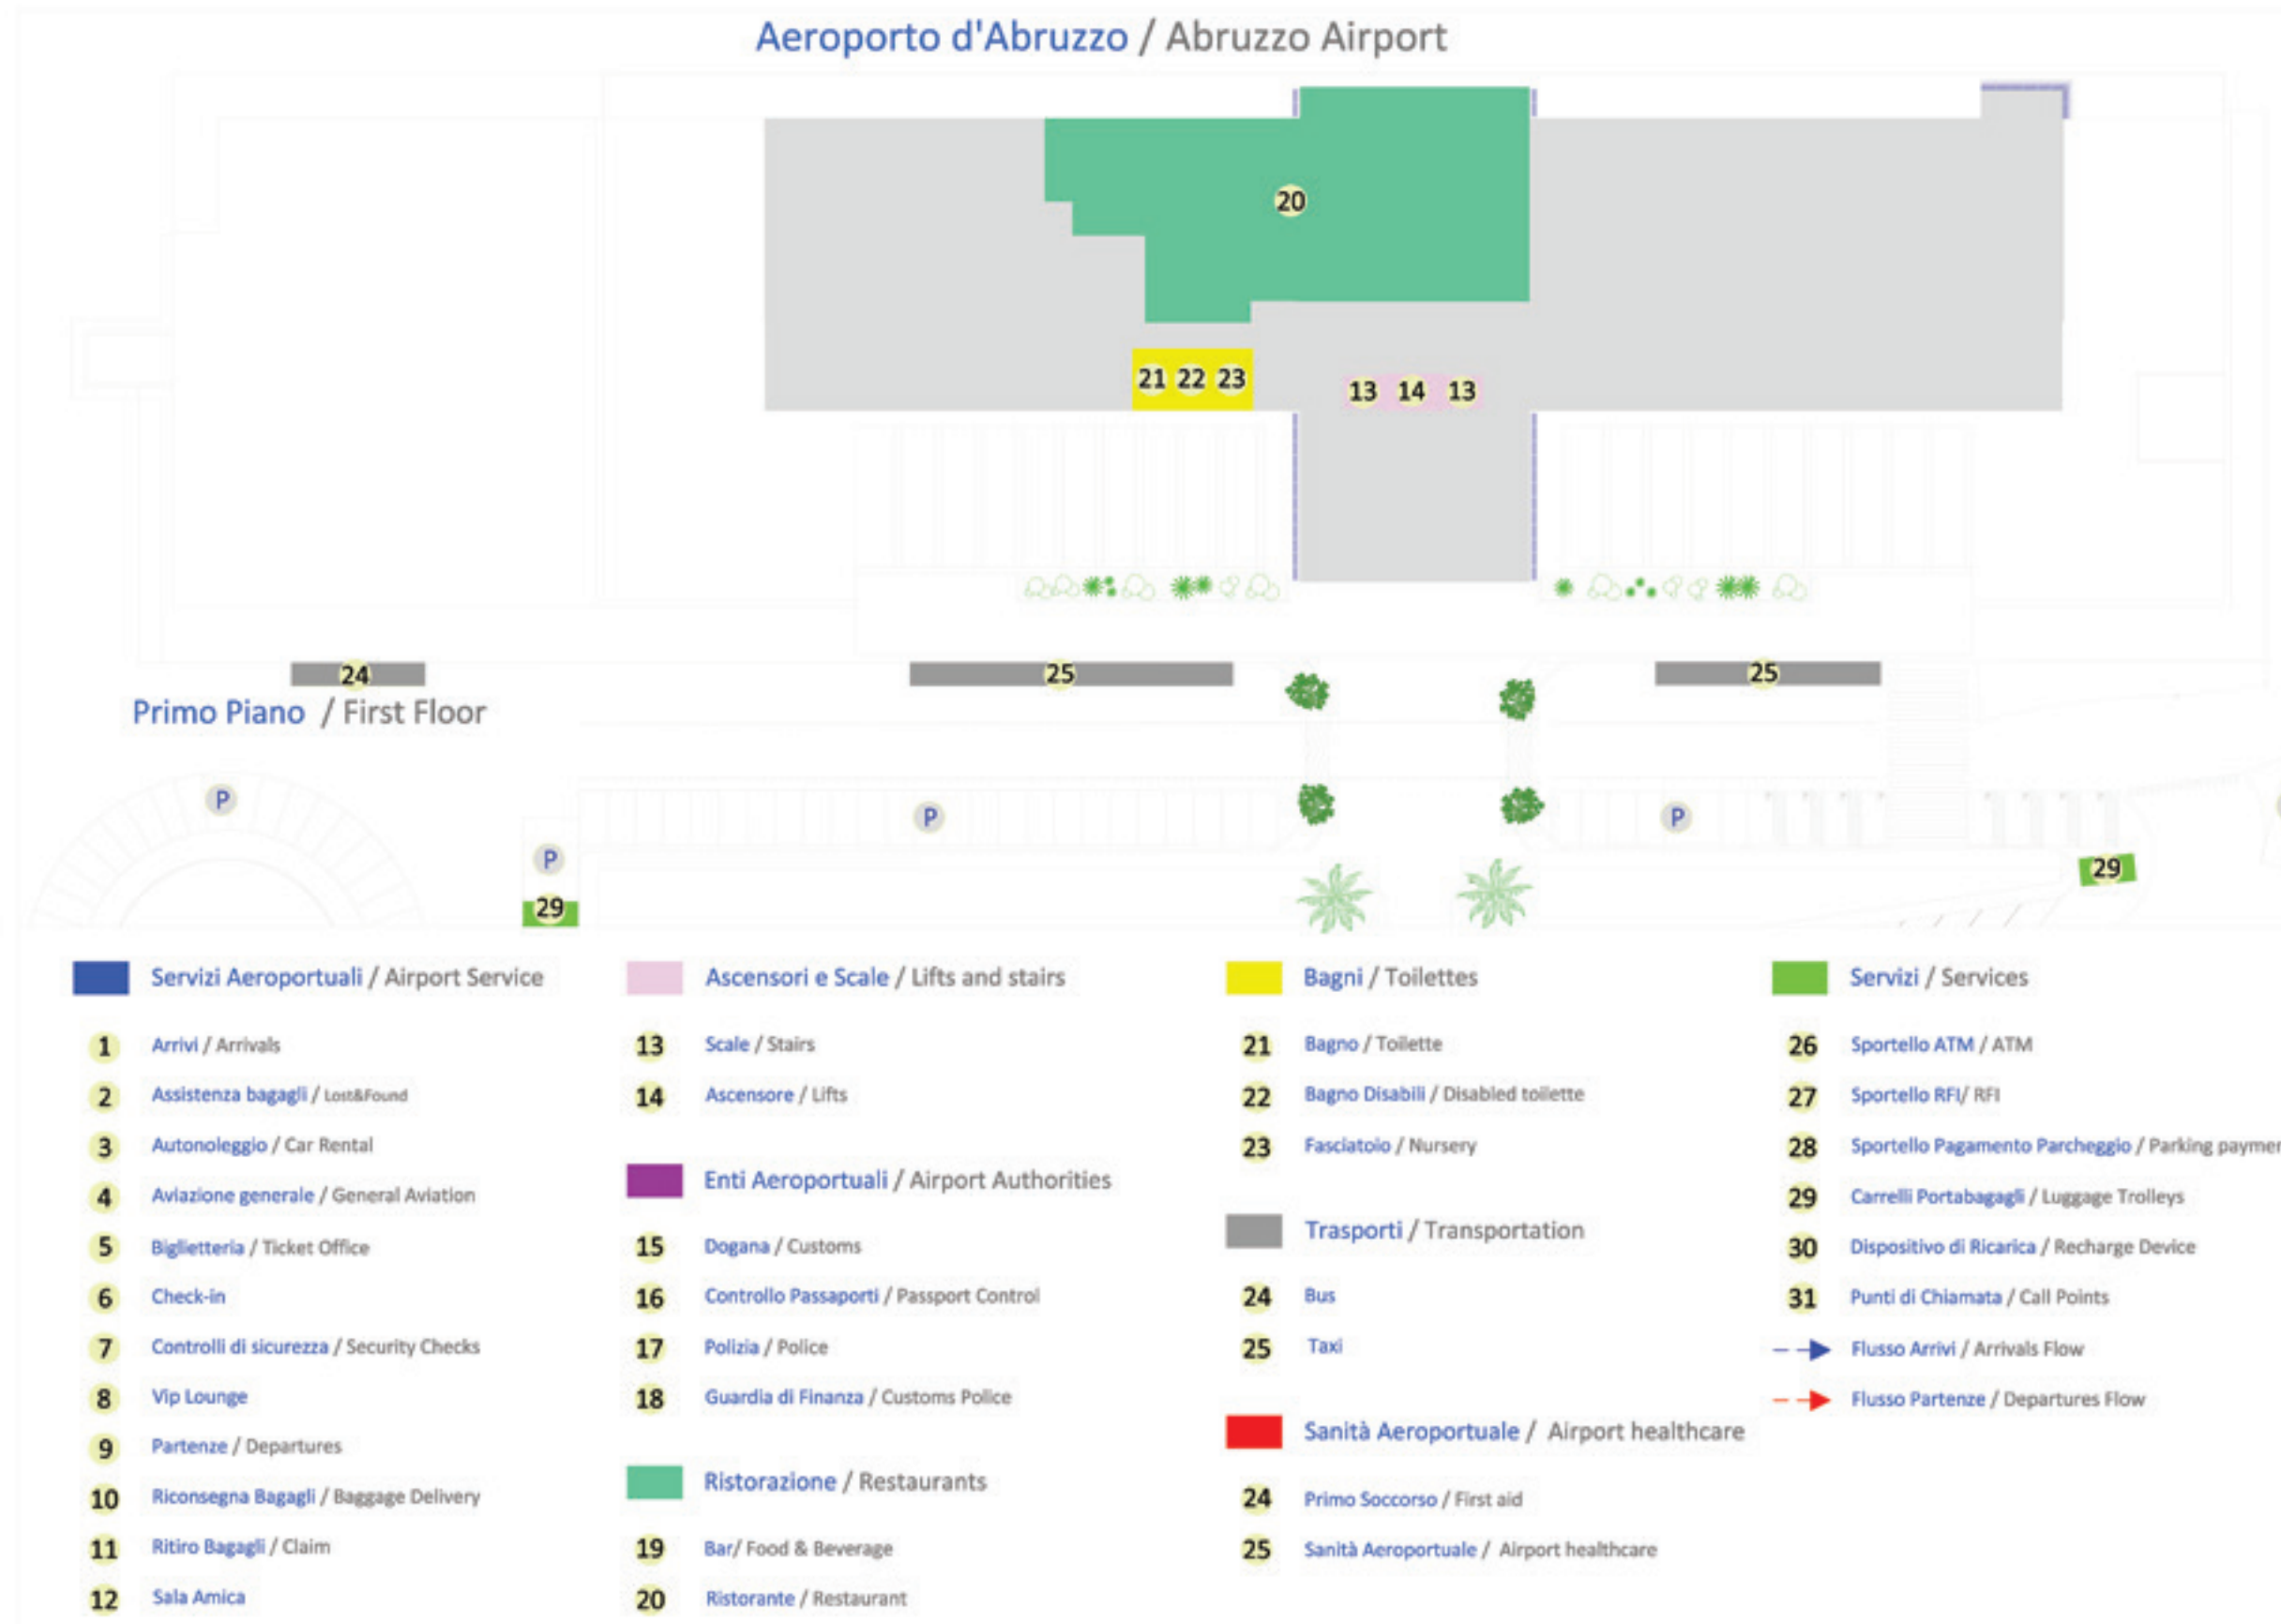 Aeroporto d'Abruzzo / Abruzzo Airport
20
21 22 23
13 14 13
24
25
25
Primo Piano / First Floor
P
P
P
P
29
29
Servizi Aeroportuali / Airport Service
1 Arrivi / Arrivals
2 Assistenza bagagli / Lost&Found
3 Autonoleggio / Car Rental
4 Aviazione generale / General Aviation
5 Biglietteria / Ticket Office
6 Check-in
7 Controlli di sicurezza / Security Checks
8 Vip Lounge
9 Partenze / Departures
10 Riconsegna Bagagli / Baggage Delivery
11 Ritiro Bagagli / Claim
12 Sala Amica
Ascensori e Scale / Lifts and stairs
13 Scale / Stairs
14 Ascensore / Lifts
Enti Aeroportuali / Airport Authorities
15 Dogana / Customs
16 Controllo Passaporti / Passport Control
17 Polizia / Police
18 Guardia di Finanza / Customs Police
Ristorazione / Restaurants
19 Bar/ Food & Beverage
20 Ristorante / Restaurant
Bagni / Toilettes
21 Bagno / Toilette
22 Bagno Disabili / Disabled toilette
23 Fasciatoio / Nursery
Trasporti / Transportation
24 Bus
25 Taxi
Sanità Aeroportuale / Airport healthcare
24 Primo Soccorso / First aid
25 Sanità Aeroportuale / Airport healthcare
Servizi / Services
26 Sportello ATM / ATM
27 Sportello RFI/ RFI
28 Sportello Pagamento Parcheggio / Parking paymen
29 Carrelli Portabagagli / Luggage Trolleys
30 Dispositivo di Ricarica / Recharge Device
31 Punti di Chiamata / Call Points
Flusso Arrivi / Arrivals Flow
Flusso Partenze / Departures Flow